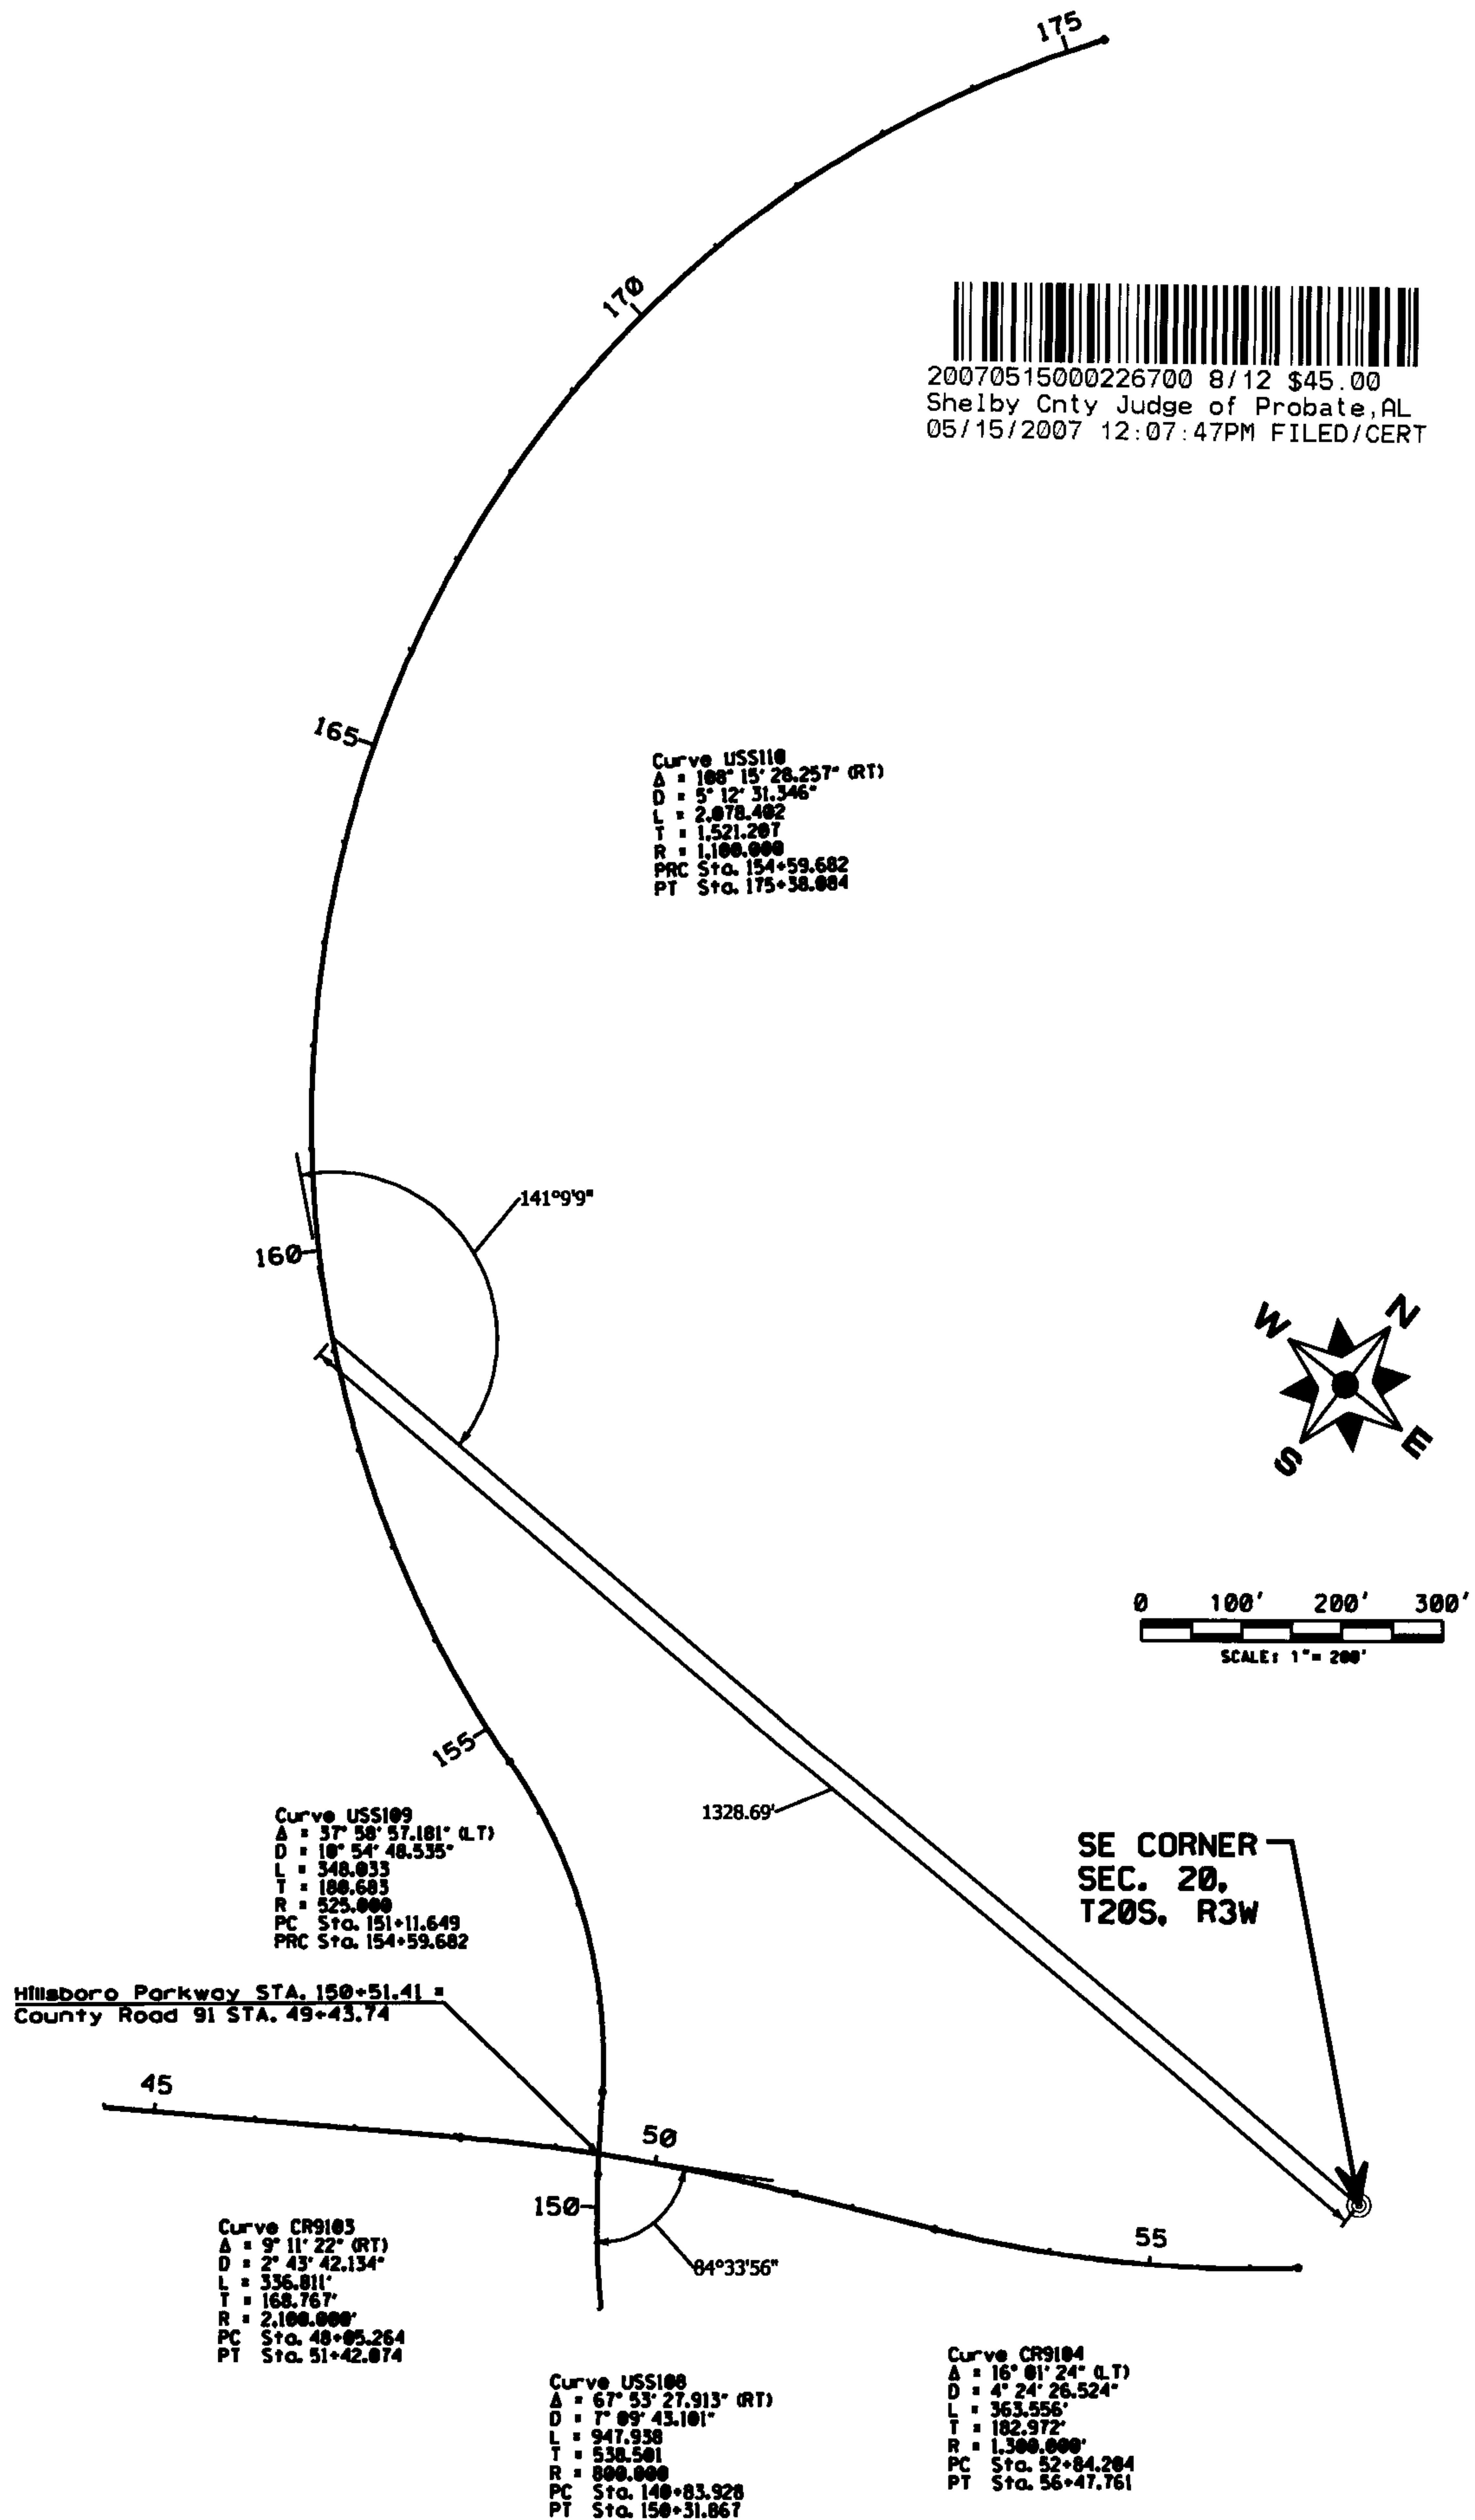 175
170
20070515000226700 8/12 $45.00
Shelby Cnty Judge of Probate,AL
05/15/2007 12:07:47PM FILED/CERT
165
Curve USS110
Δ = 108° 15' 28.257" (RT)
D = 5° 12' 31.346"
L = 2,078.402
T = 1,521.207
R = 1,100.000
PRC Sta. 154+59.682
PT Sta. 175+38.084
141°9'9"
160
W N
S E
0 100' 200' 300'
SCALE: 1"= 200'
155
1328.69'
Curve USS109
Δ = 37° 58' 57.181" (LT)
D = 10° 54' 48.535"
L = 348.033
T = 180.683
R = 525.000
PC Sta. 151+11.649
PRC Sta. 154+59.682
SE CORNER
SEC. 20,
T20S, R3W
Hillsboro Parkway STA. 150+51.41 =
County Road 91 STA. 49+43.74
45
50
150
55
84°33'56"
Curve CR9103
Δ = 9° 11' 22" (RT)
D = 2° 43' 42.134"
L = 336.811'
T = 168.767'
R = 2,100.000'
PC Sta. 48+05.264
PT Sta. 51+42.074
Curve USS108
Δ = 67° 53' 27.913" (RT)
D = 7° 09' 43.101"
L = 947.938
T = 538.501
R = 800.000
PC Sta. 140+83.928
PT Sta. 150+31.867
Curve CR9104
Δ = 16° 01' 24" (LT)
D = 4° 24' 26.524"
L = 363.556'
T = 182.972'
R = 1,300.000'
PC Sta. 52+84.204
PT Sta. 56+47.761